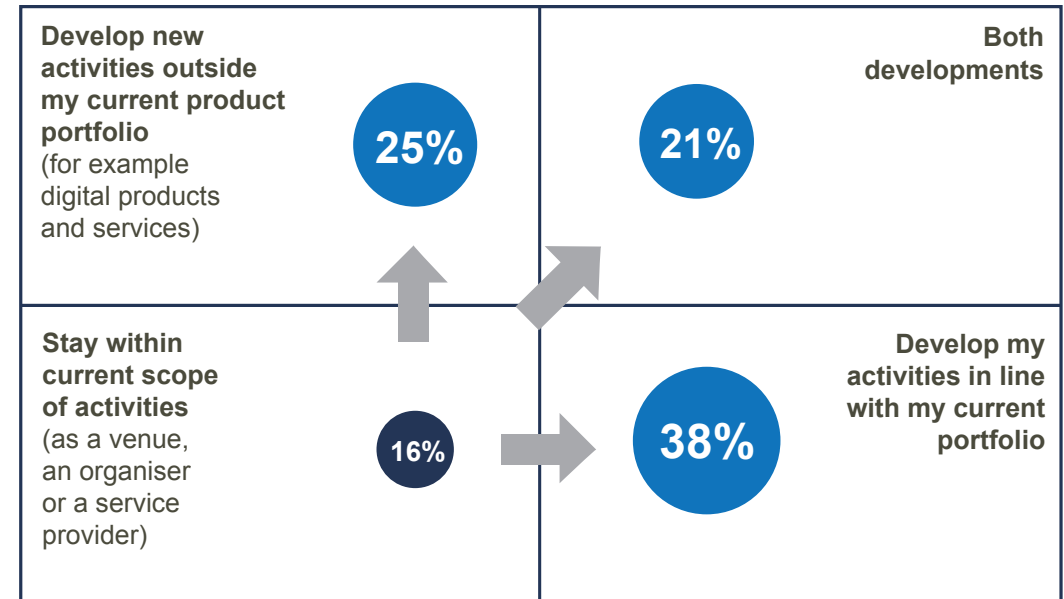 Develop new
activities outside
my current product
portfolio
(for example
digital products
and services)
25%
Both
developments
21%
Stay within
current scope
of activities
(as a venue,
an organiser
or a service
provider)
16%
Develop my
activities in line
with my current
portfolio
38%